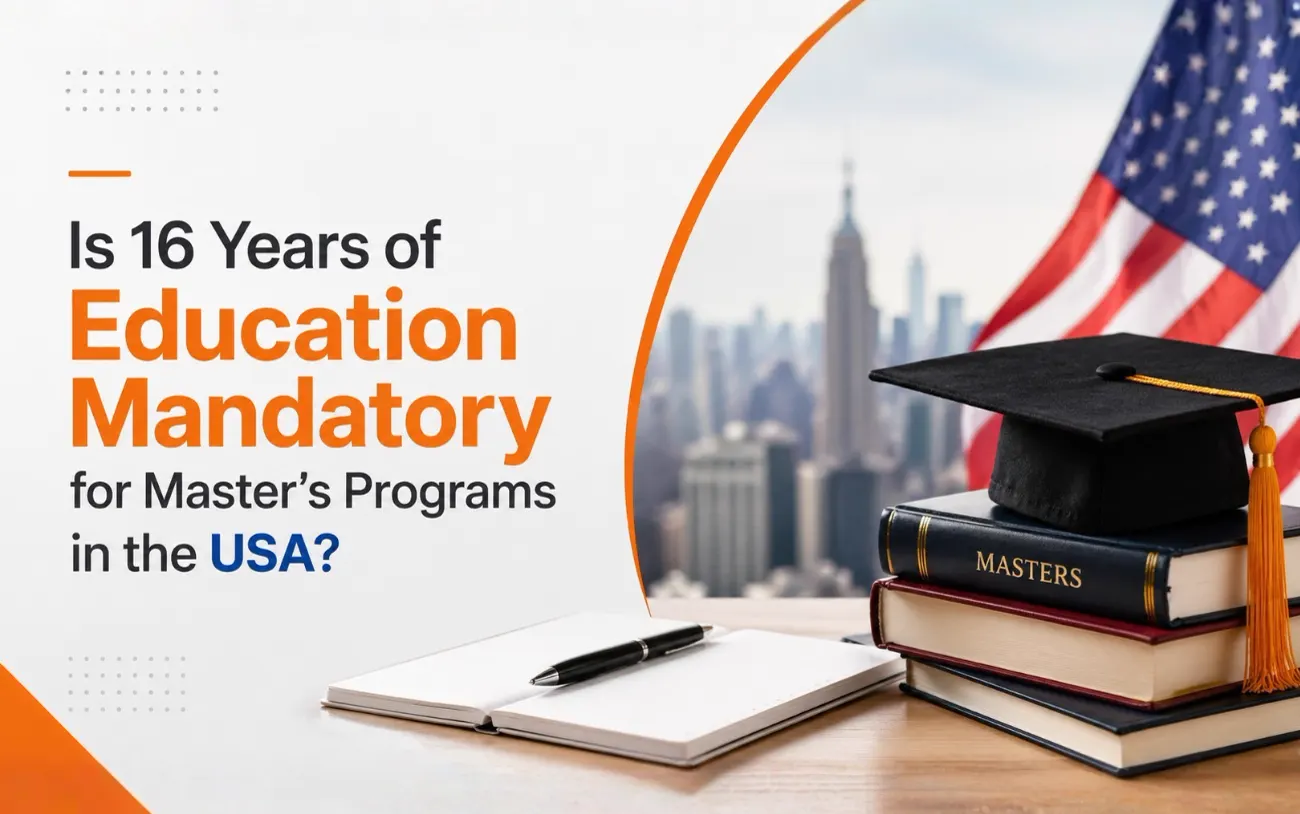 Is 16 Years of
Education
Mandatory
for Master’s Programs
in the USA?
MASTERS